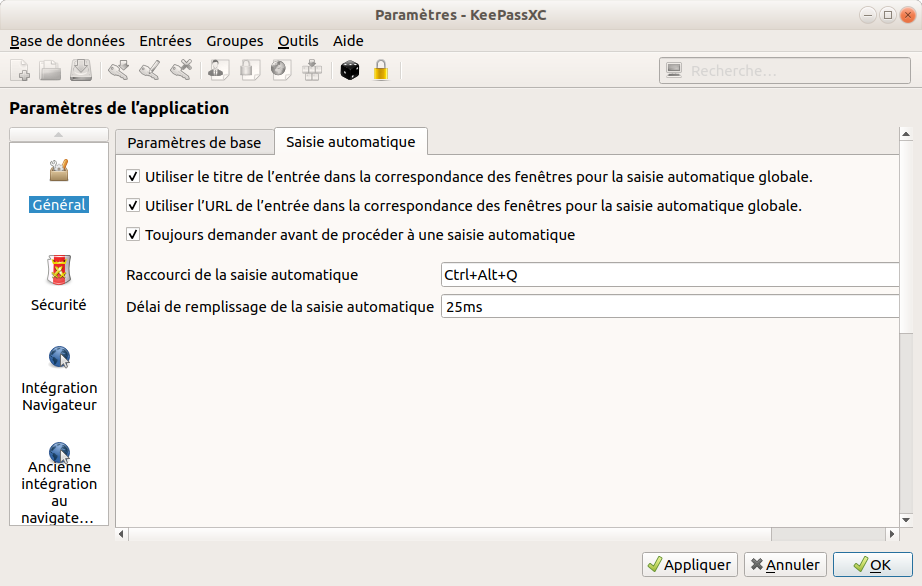 Paramètres - KeePassXC
Base de données Entrées Groupes Outils Aide
Recherche...
Paramètres de l’application
Paramètres de base
Saisie automatique
Général
Sécurité
Intégration
Navigateur
Ancienne
intégration
au
navigate...
Utiliser le titre de l’entrée dans la correspondance des fenêtres pour la saisie automatique globale.
Utiliser l’URL de l’entrée dans la correspondance des fenêtres pour la saisie automatique globale.
Toujours demander avant de procéder à une saisie automatique
Raccourci de la saisie automatique Ctrl+Alt+Q
Délai de remplissage de la saisie automatique 25ms
Appliquer Annuler OK